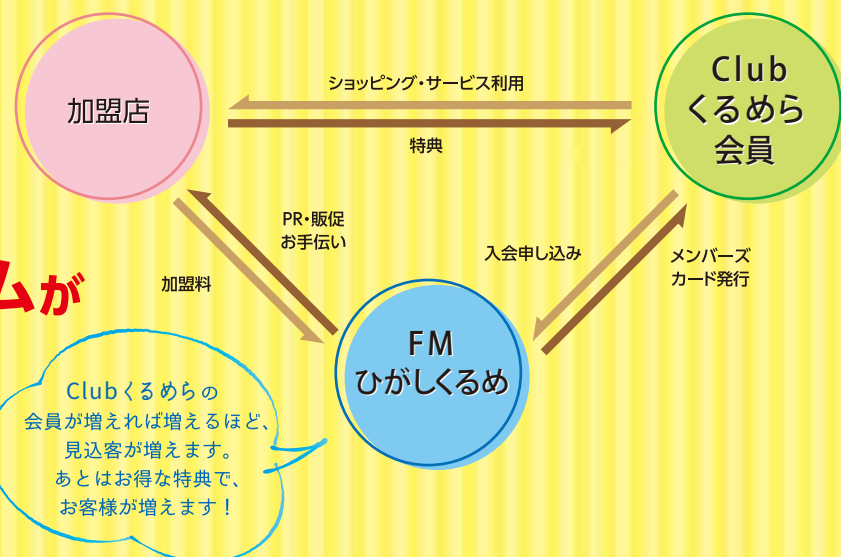 加盟店
ショッピング・サービス利用
特典
Club
くるめら
会員
PR・販促
お手伝い
加盟料
入会申し込み
メンバーズ
カード発行
ムが
FM
ひがしくるめ
Clubくるめらの
会員が増えれば増えるほど、
見込客が増えます。
あとはお得な特典で、
お客様が増えます！